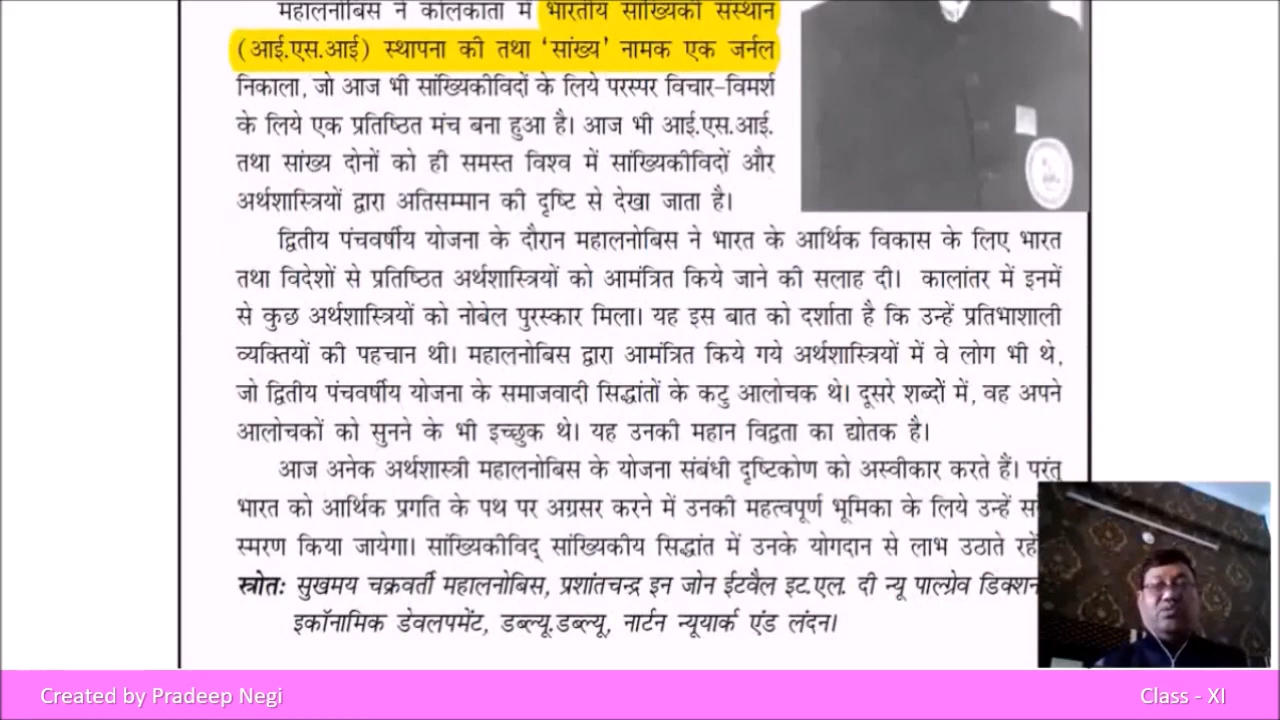 महालनोबिस ने कोलकाता में भारतीय सांख्यिकी संस्थान
(आई.एस.आई) स्थापना की तथा ‘सांख्य’ नामक एक जर्नल
निकाला, जो आज भी सांख्यिकीविदों के लिये परस्पर विचार-विमर्श
के लिये एक प्रतिष्ठित मंच बना हुआ है। आज भी आई.एस.आई.
तथा सांख्य दोनों को ही समस्त विश्व में सांख्यिकीविदों और
अर्थशास्त्रियों द्वारा अतिसम्मान की दृष्टि से देखा जाता है।
द्वितीय पंचवर्षीय योजना के दौरान महालनोबिस ने भारत के आर्थिक विकास के लिए भारत
तथा विदेशों से प्रतिष्ठित अर्थशास्त्रियों को आमंत्रित किये जाने की सलाह दी। कालांतर में इनमें
से कुछ अर्थशास्त्रियों को नोबेल पुरस्कार मिला। यह इस बात को दर्शाता है कि उन्हें प्रतिभाशाली
व्यक्तियों की पहचान थी। महालनोबिस द्वारा आमंत्रित किये गये अर्थशास्त्रियों में वे लोग भी थे,
जो द्वितीय पंचवर्षीय योजना के समाजवादी सिद्धांतों के कटु आलोचक थे। दूसरे शब्दों में, वह अपने
आलोचकों को सुनने के भी इच्छुक थे। यह उनकी महान विद्वता का द्योतक है।
आज अनेक अर्थशास्त्री महालनोबिस के योजना संबंधी दृष्टिकोण को अस्वीकार करते हैं। परंतु
भारत को आर्थिक प्रगति के पथ पर अग्रसर करने में उनकी महत्वपूर्ण भूमिका के लिये उन्हें
स्मरण किया जायेगा। सांख्यिकीविद् सांख्यिकीय सिद्धांत में उनके योगदान से लाभ उठाते रहें
स्त्रोतः सुखमय चक्रवर्ती महालनोबिस, प्रशांतचन्द्र इन जोन ईटवैल इट.एल. दी न्यू पाल्ग्रेव डिक्शन
इकॉनामिक डेवलपमेंट, डब्ल्यू.डब्ल्यू, नार्टन न्यूयार्क एंड लंदन।
Created by Pradeep Negi
Class - XI